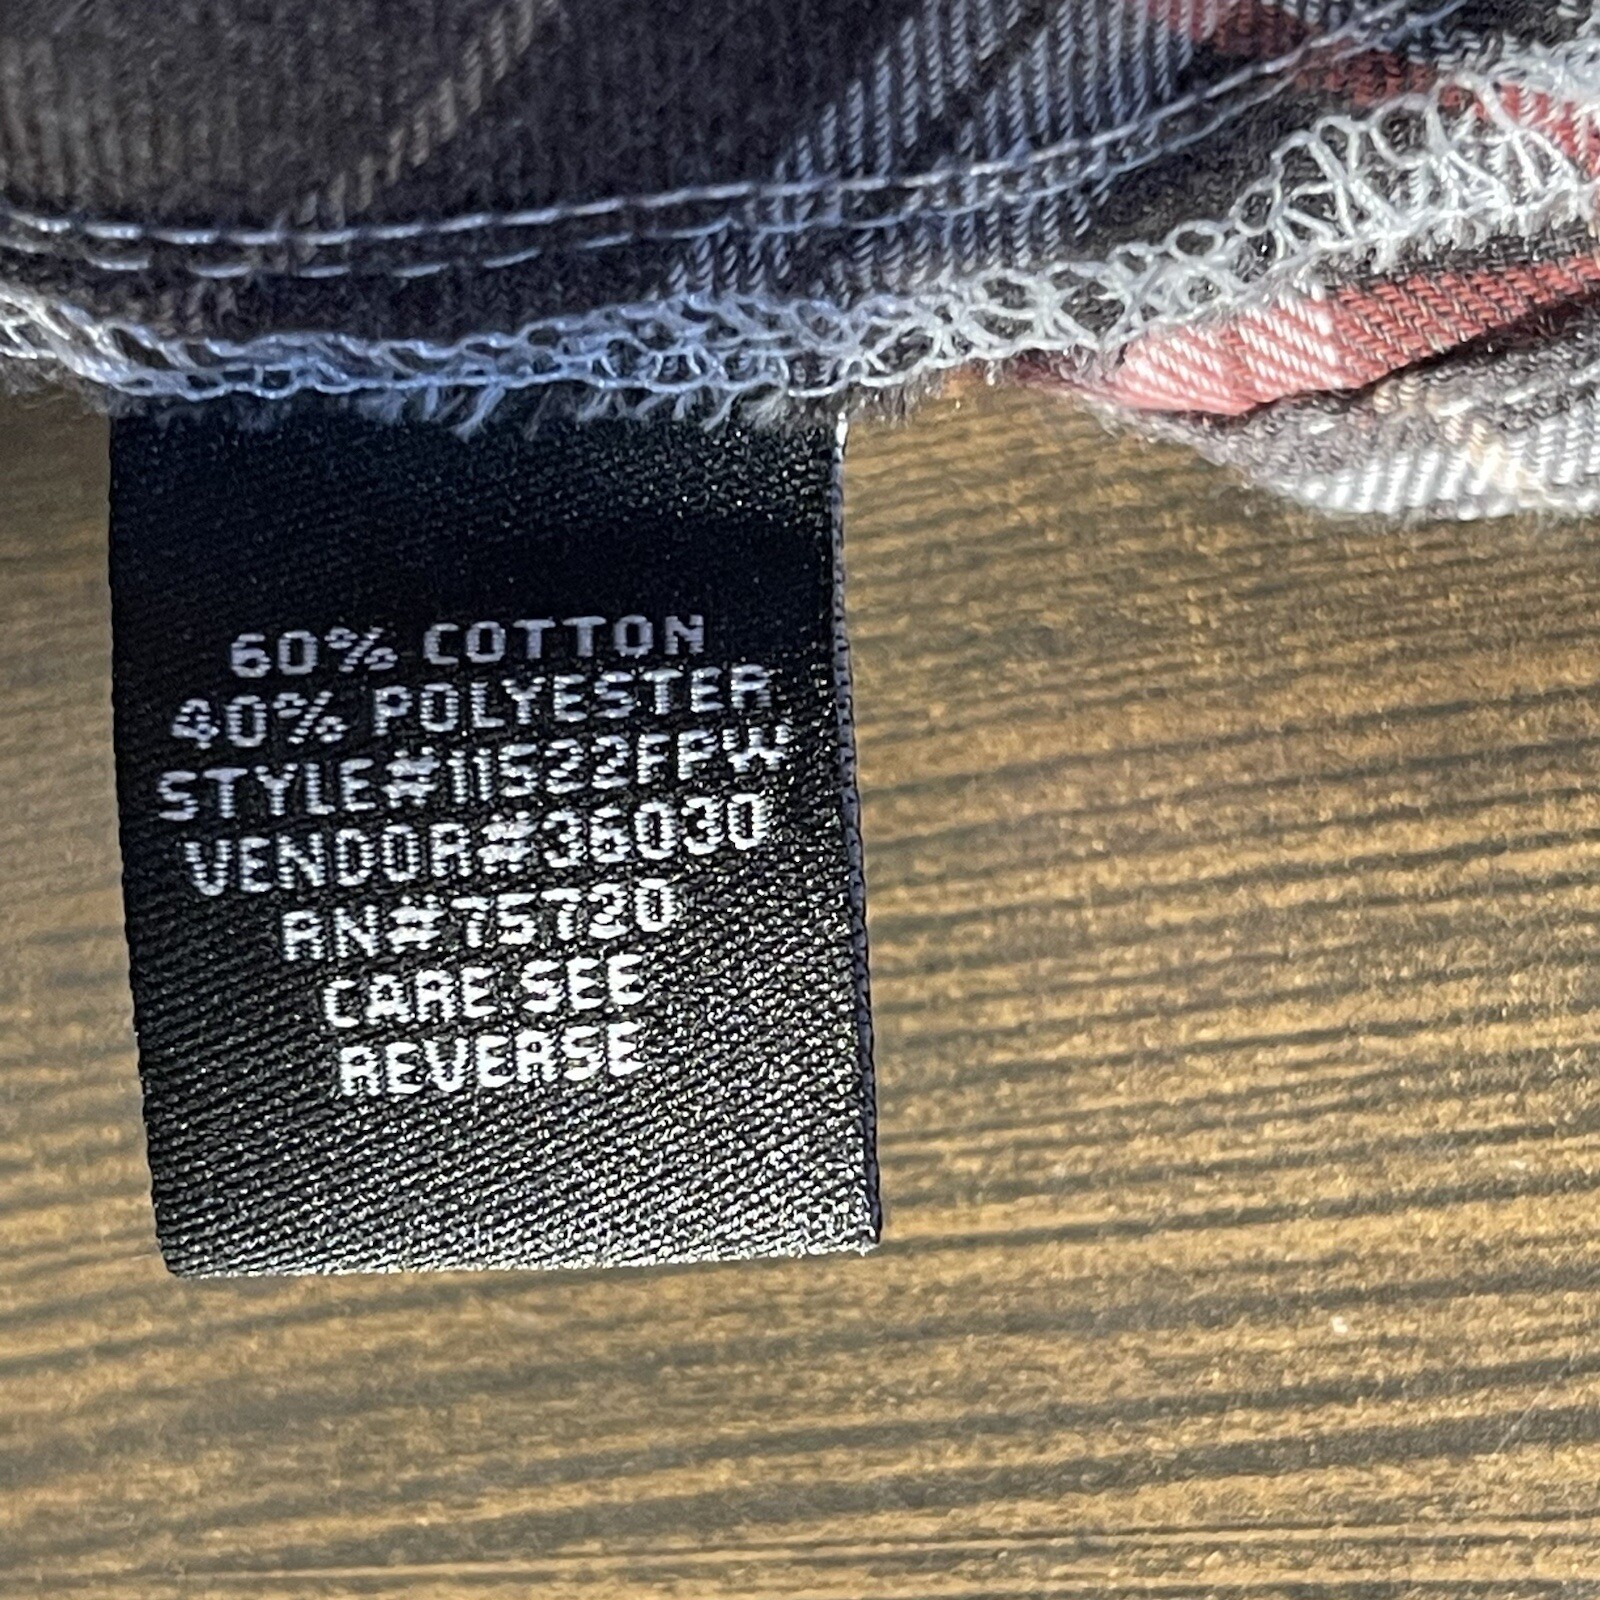 60% COTTON
40% POLYESTER
STYLE#11522FPW
VENDOR#36030
RN#75720
CARE SEE
REVERSE